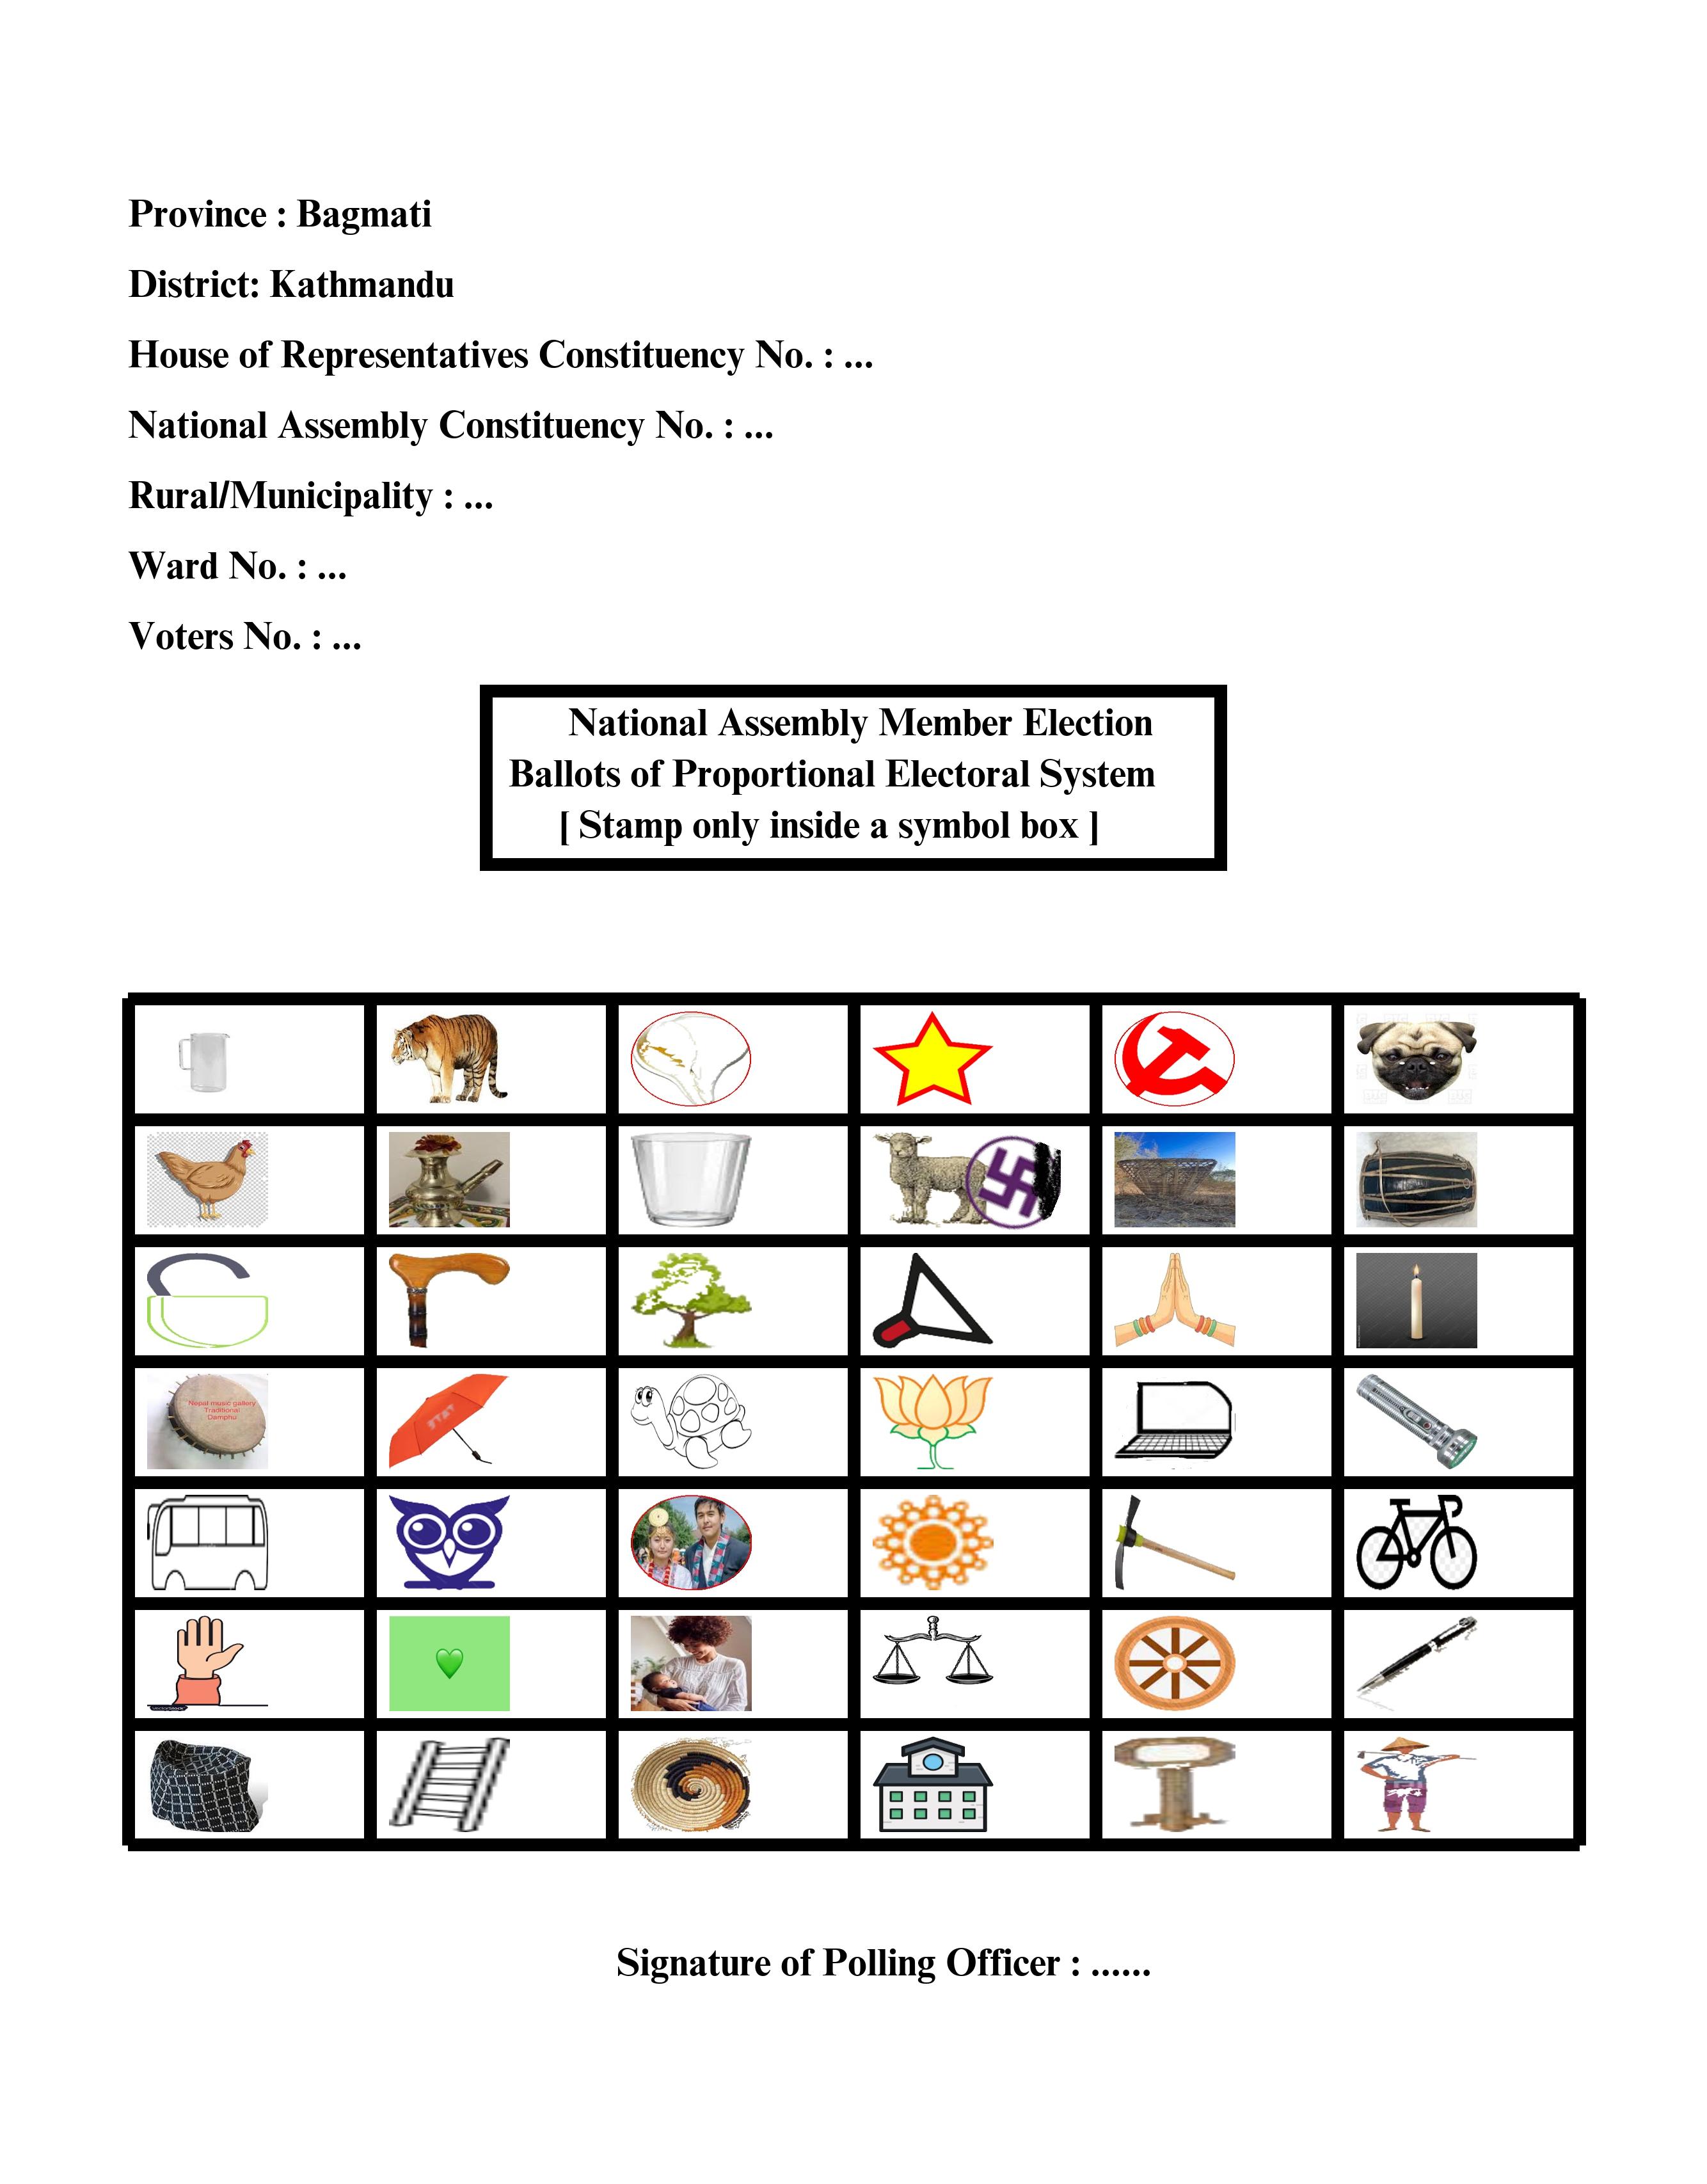 Province : Bagmati
District: Kathmandu
House of Representatives Constituency No. : ...
National Assembly Constituency No. : ...
Rural/Municipality : ...
Ward No. : ...
Voters No. : ...
National Assembly Member Election
Ballots of Proportional Electoral System
[ Stamp only inside a symbol box ]
Nepal music gallery
Traditional
Damphu
STAY
Signature of Polling Officer : ......